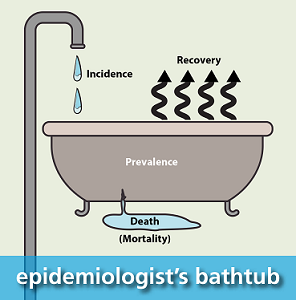 Recovery
Incidence
Prevalence
Death
(Mortality)
epidemiologist's bathtub